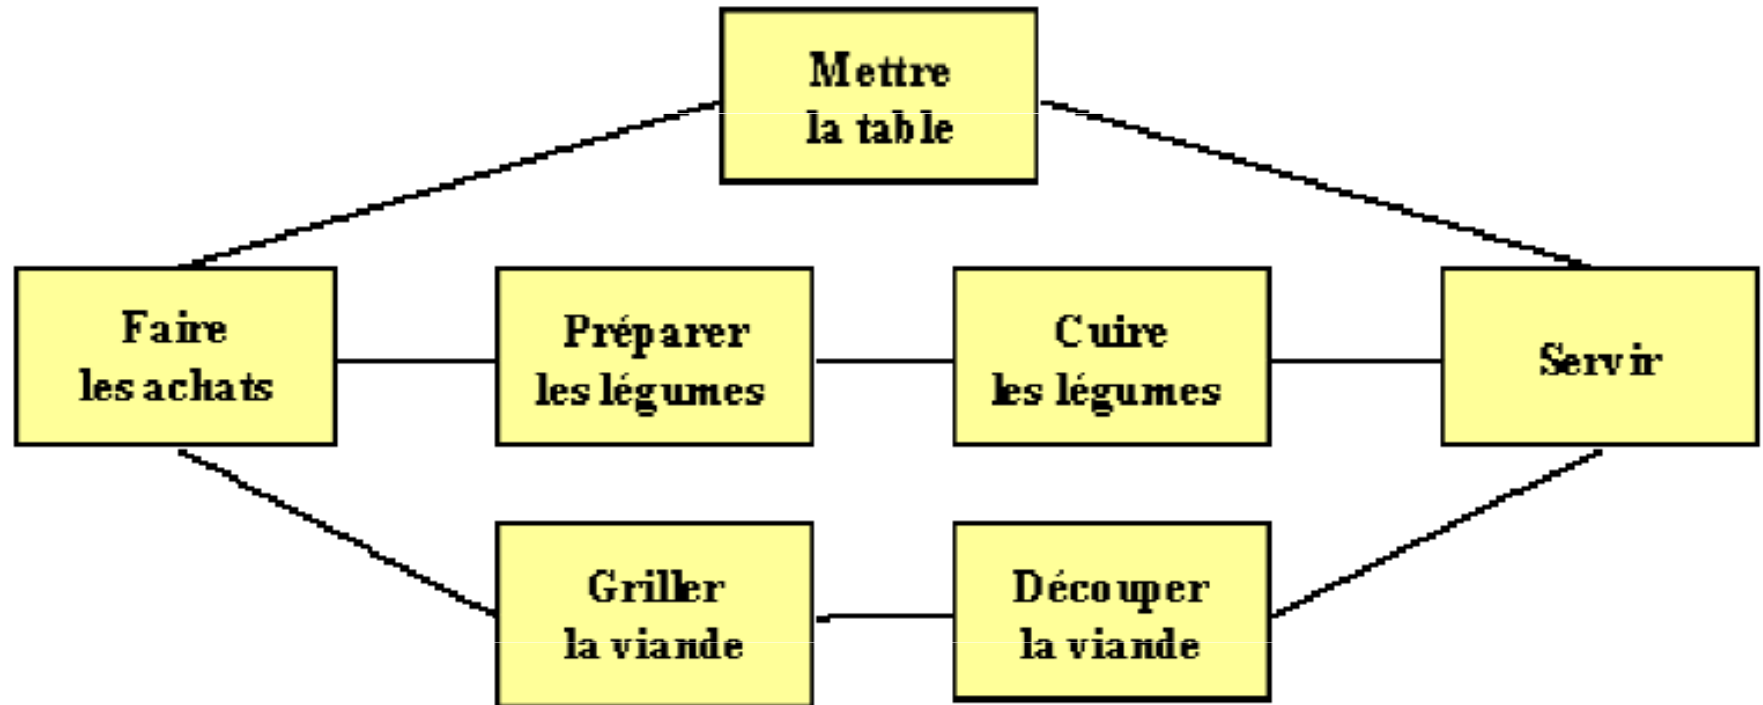 Mettre
la table
Faire
les achats
Préparer
les légumes
Cuire
les légumes
Servir
Griller
la viande
Découper
la viande